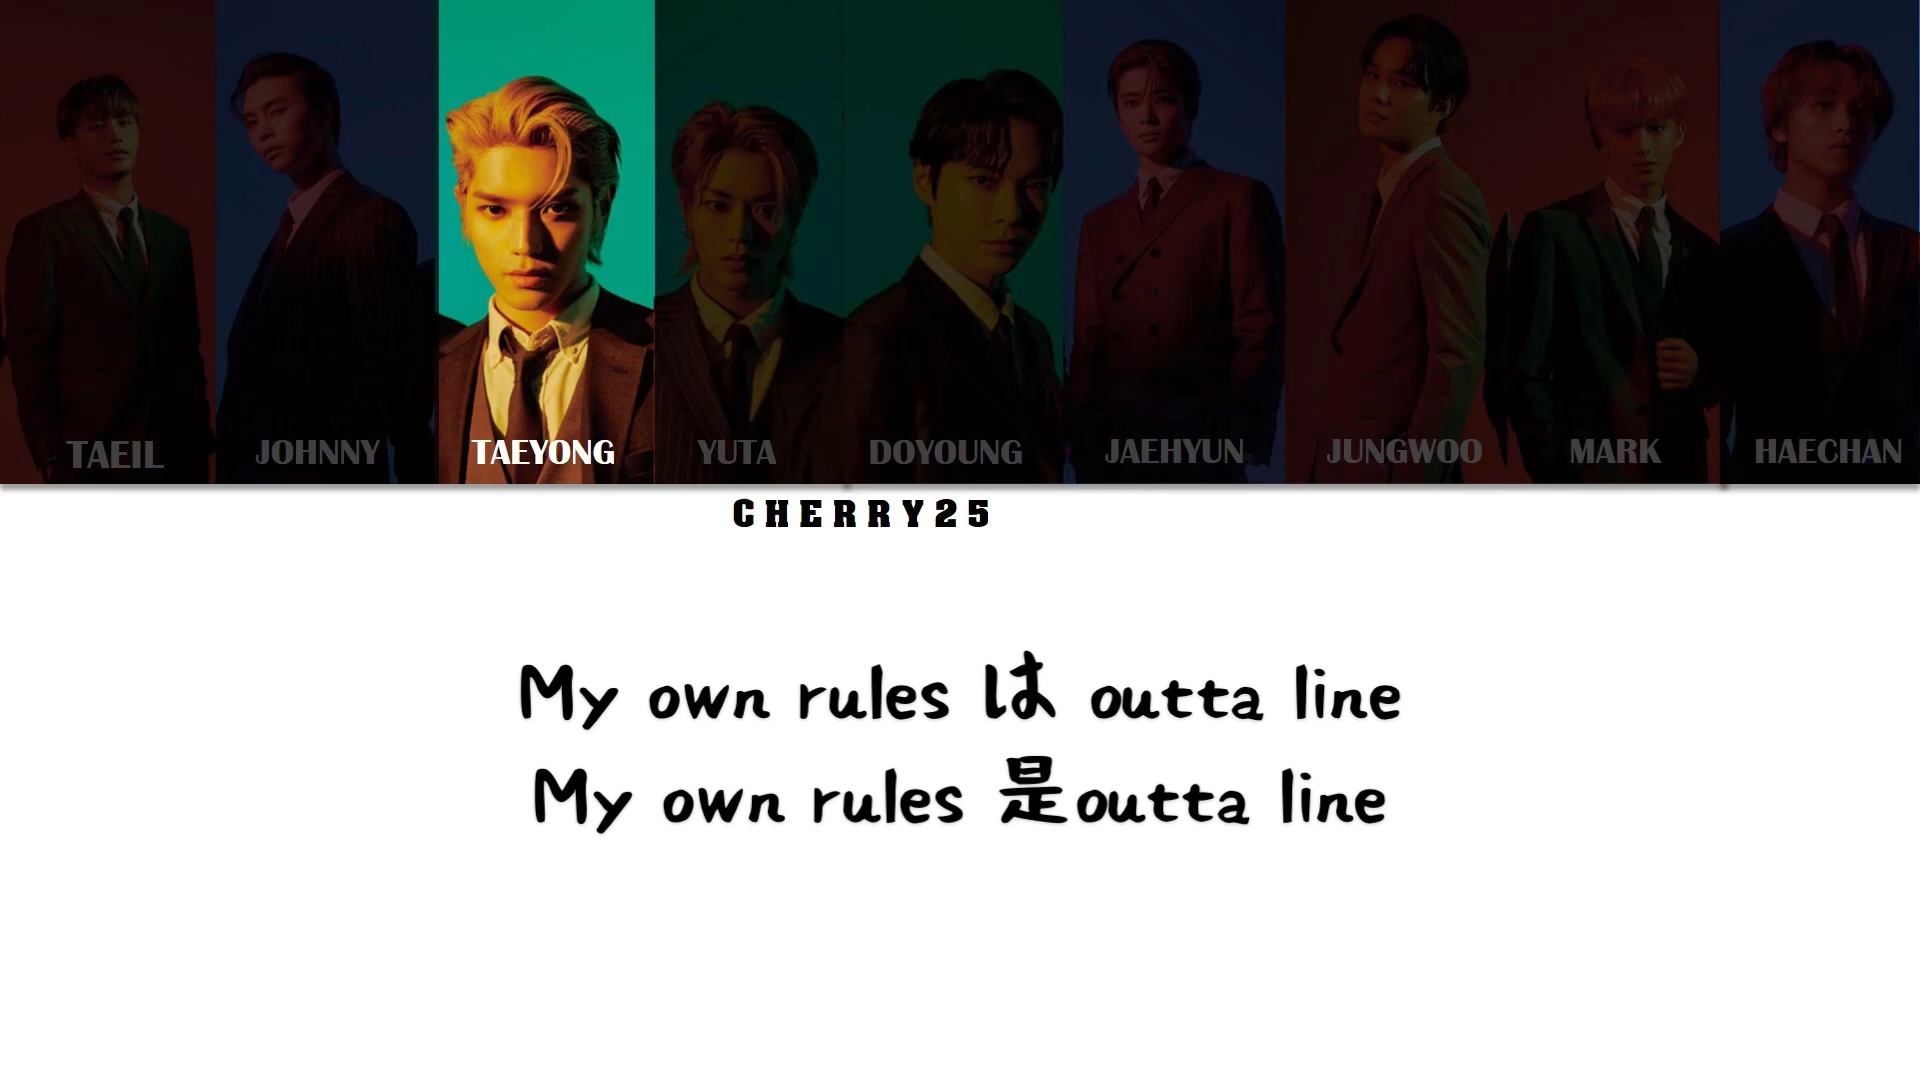 TAEIL JOHNNY TAEYONG YUTA DOYOUNG JAEHYUN JUNGWOO MARK HAECHAN
CHERRY25
My own rules は outta line
My own rules 是outta line